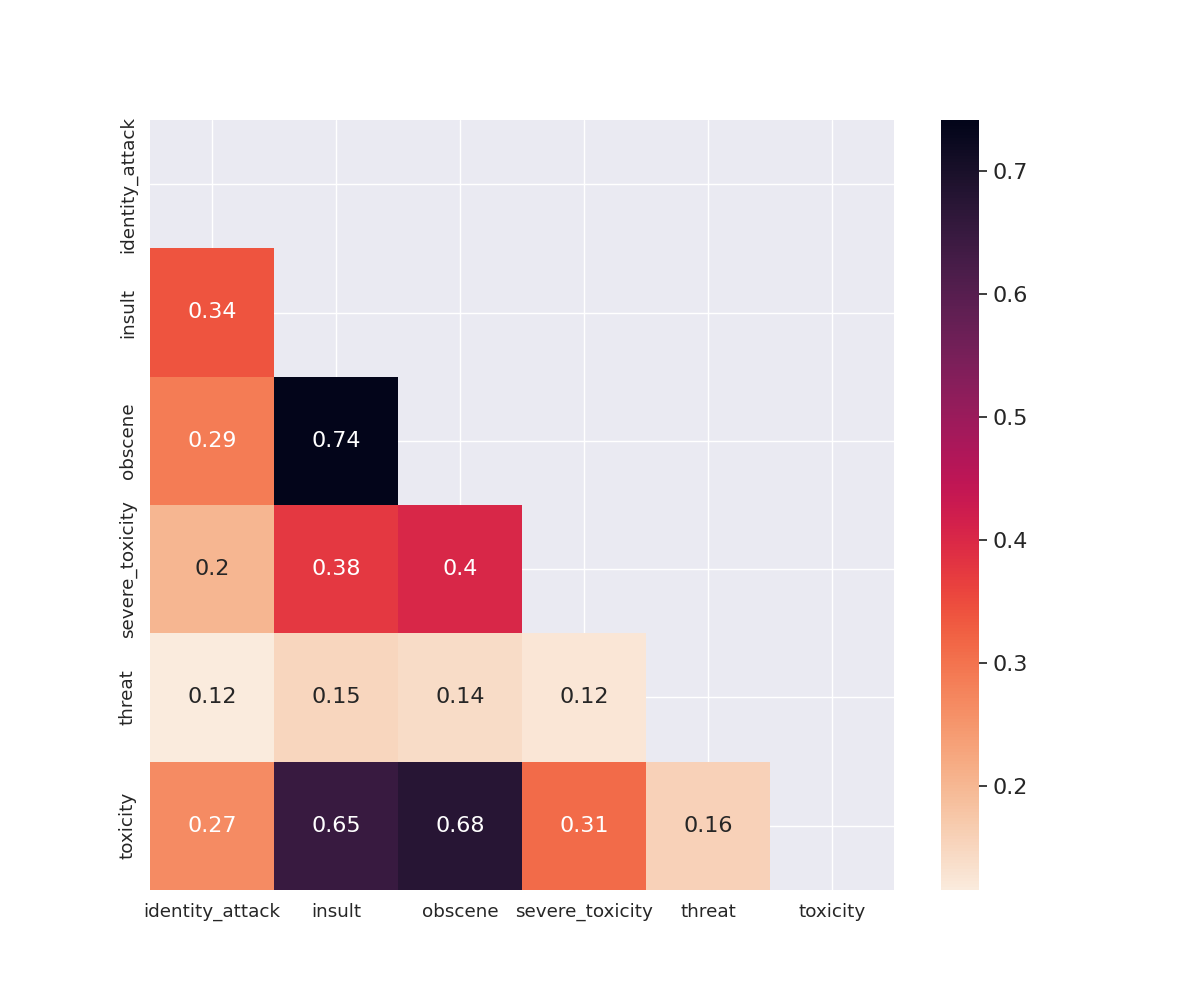 identity_attack
insult
0.34
obscene
0.29 0.74
severe_toxicity
0.2 0.38 0.4
threat
0.12 0.15 0.14 0.12
toxicity
0.27 0.65 0.68 0.31 0.16
identity_attack insult obscene severe_toxicity threat toxicity
0.7
0.6
0.5
0.4
0.3
0.2